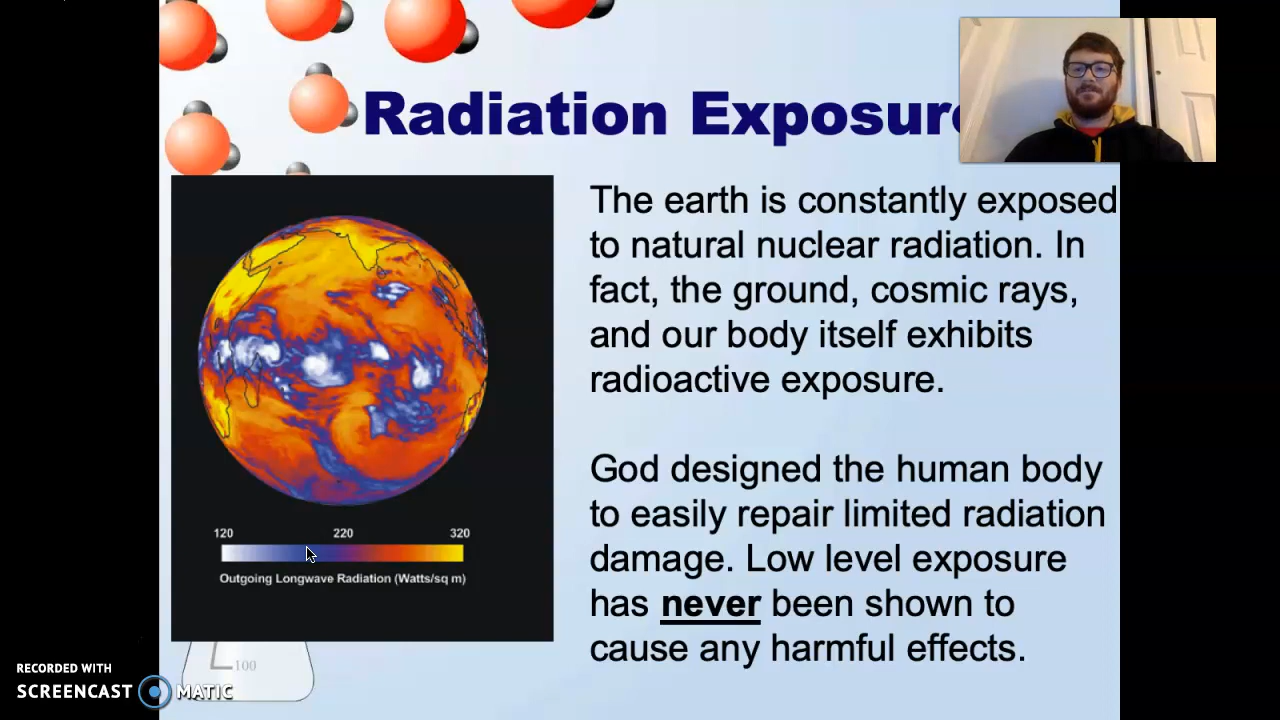 Radiation Exposure
The earth is constantly exposed
to natural nuclear radiation. In
fact, the ground, cosmic rays,
and our body itself exhibits
radioactive exposure.
God designed the human body
to easily repair limited radiation
damage. Low level exposure
has never been shown to
cause any harmful effects.
120 220 320
Outgoing Longwave Radiation (Watts/sq m)
100
RECORDED WITH
SCREENCAST MATIC